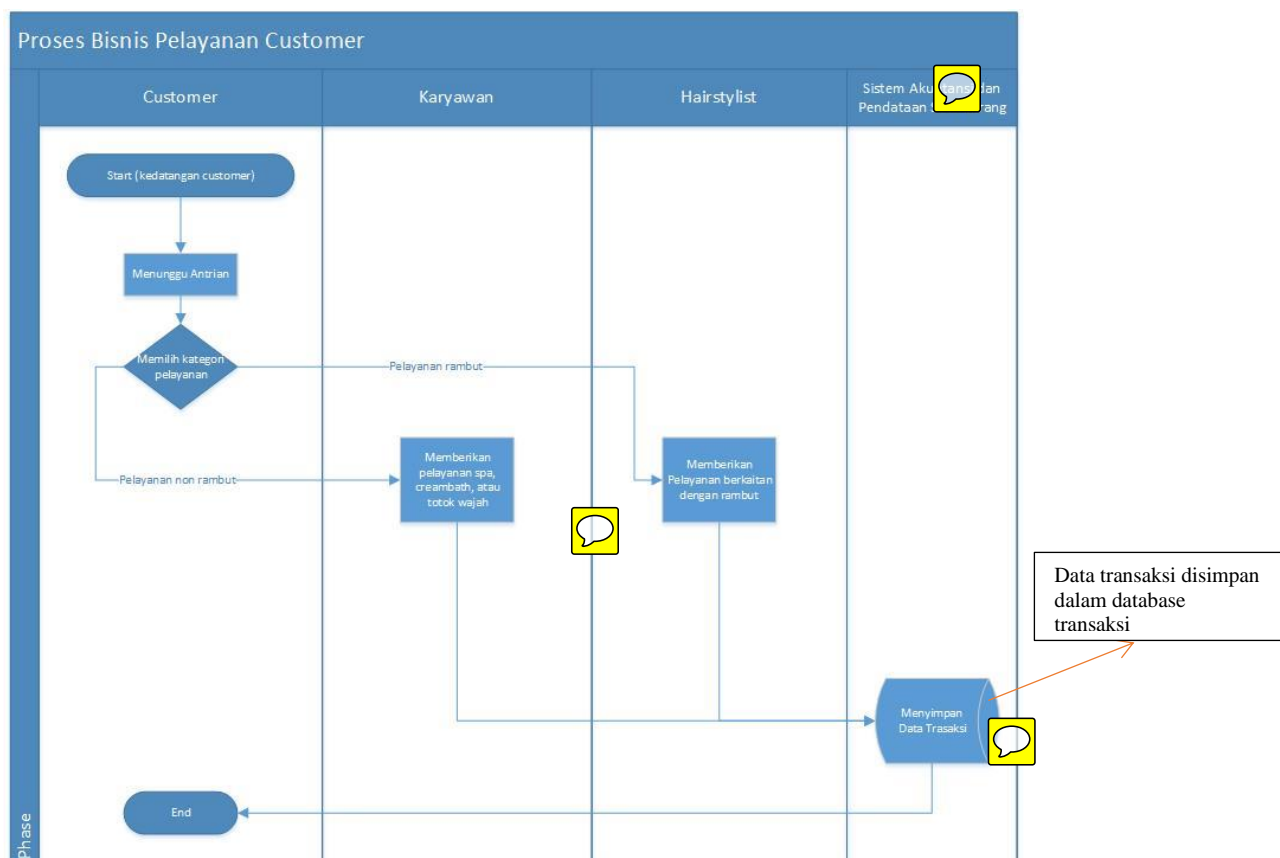 Proses Bisnis Pelayanan Customer
Customer
Karyawan
Hairstylist
Sistem
dan
Pendataan
Start (kedatangan customer)
Menunggu Antrian
Memilih kategori
pelayanan
Pelayanan rambut
Pelayanan non rambut
Memberikan
pelayanan spa,
creambath, atau
totok wajah
Memberikan
Pelayanan berkaitan
dengan rambut
Data transaksi disimpan
dalam database
transaksi
Menyimpan
Data Trasaksi
End
Phase